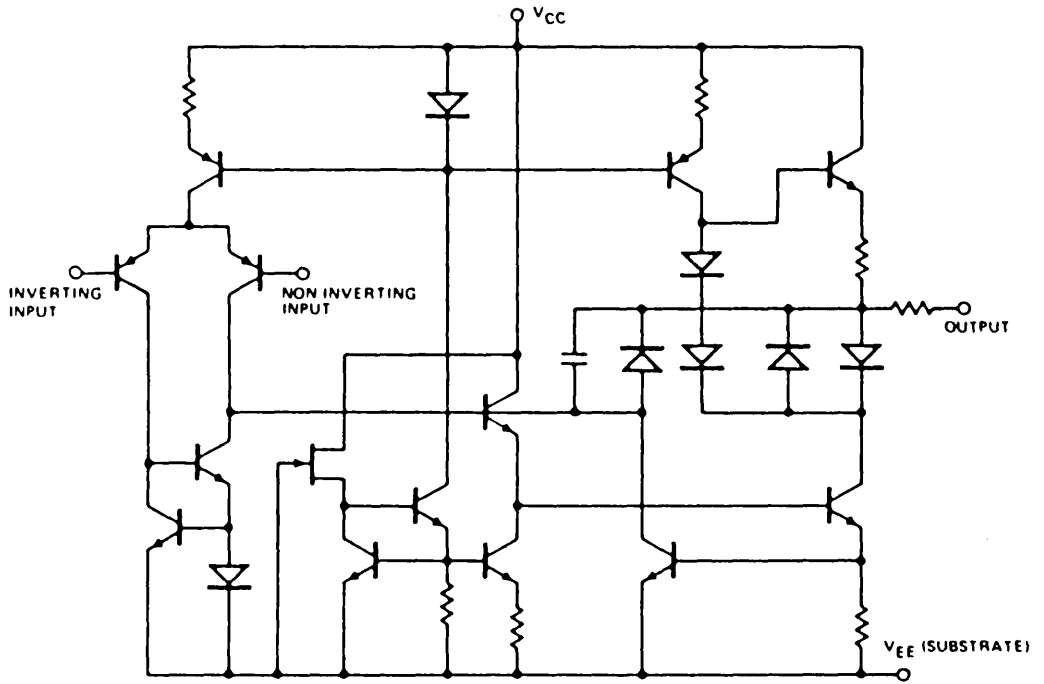 VCC
INVERTING
INPUT
NON INVERTING
INPUT
OUTPUT
VEE (SUBSTRATE)